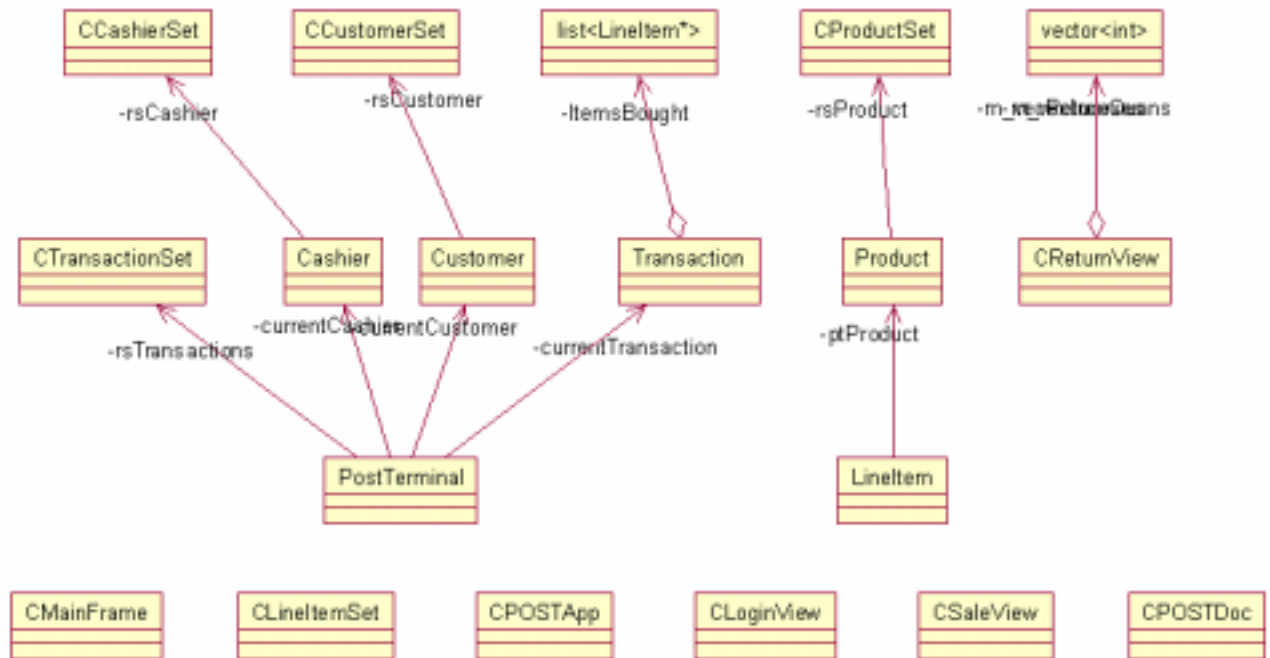 CCashierSet
CCustomerSet
list<LineItem*>
CProductSet
vector<int>
-rsCashier
-rsCustomer
-ItemsBought
-rsProduct
CTransactionSet
Cashier
Customer
Transaction
Product
CReturnView
-rsTransactions
-currentCashier
-currentCustomer
-currentTransaction
-ptProduct
PostTerminal
LineItem
CMainFrame
CLineItemSet
CPOSTApp
CLoginView
CSaleView
CPOSTDoc